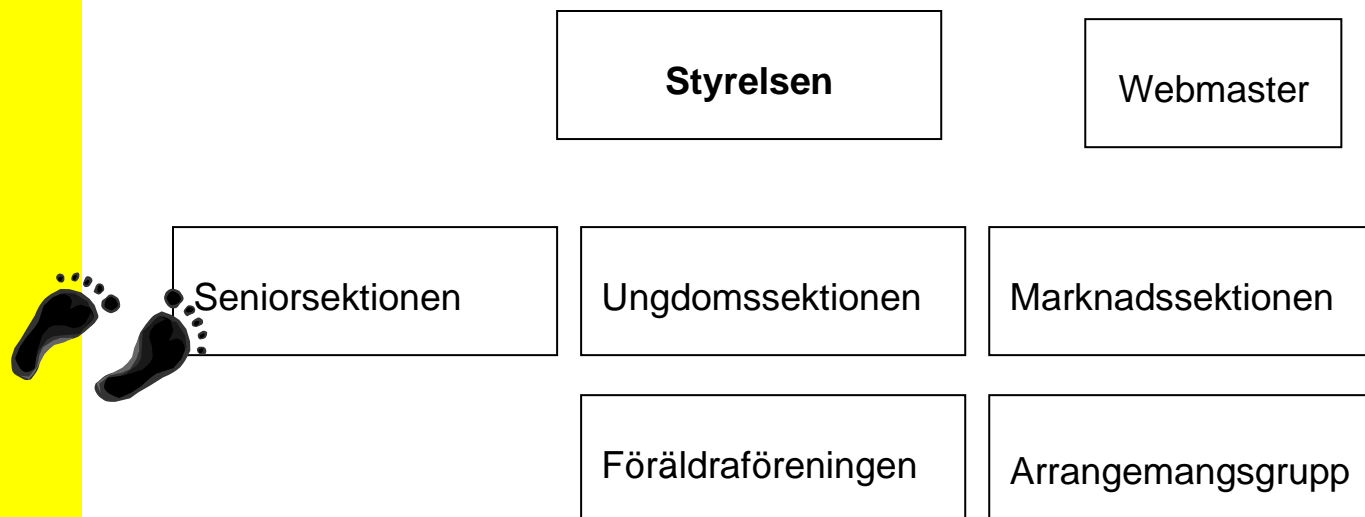 Styrelsen
Webmaster
Seniorsektionen
Ungdomssektionen
Marknadssektionen
Föräldraföreningen
Arrangemangsgrupp